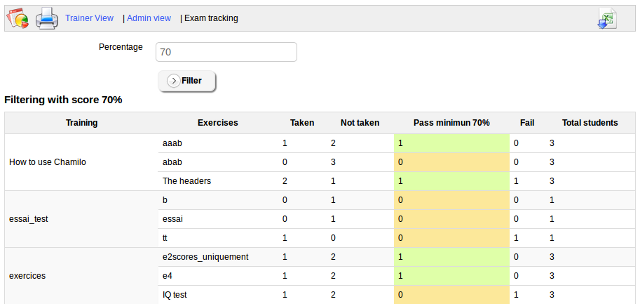 Trainer View | Admin view | Exam tracking
Percentage 70
Filter
Filtering with score 70%
Training Exercises Taken Not taken Pass minimun 70% Fail Total students
aaab 1 2 1 0 3
How to use Chamilo abab 0 3 0 0 3
The headers 2 1 1 1 3
b 0 1 0 0 1
essai_test essai 0 1 0 0 1
tt 1 0 0 1 1
e2scores_uniquement 1 2 1 0 3
exercices e4 1 2 1 0 3
IQ test 1 2 0 1 3